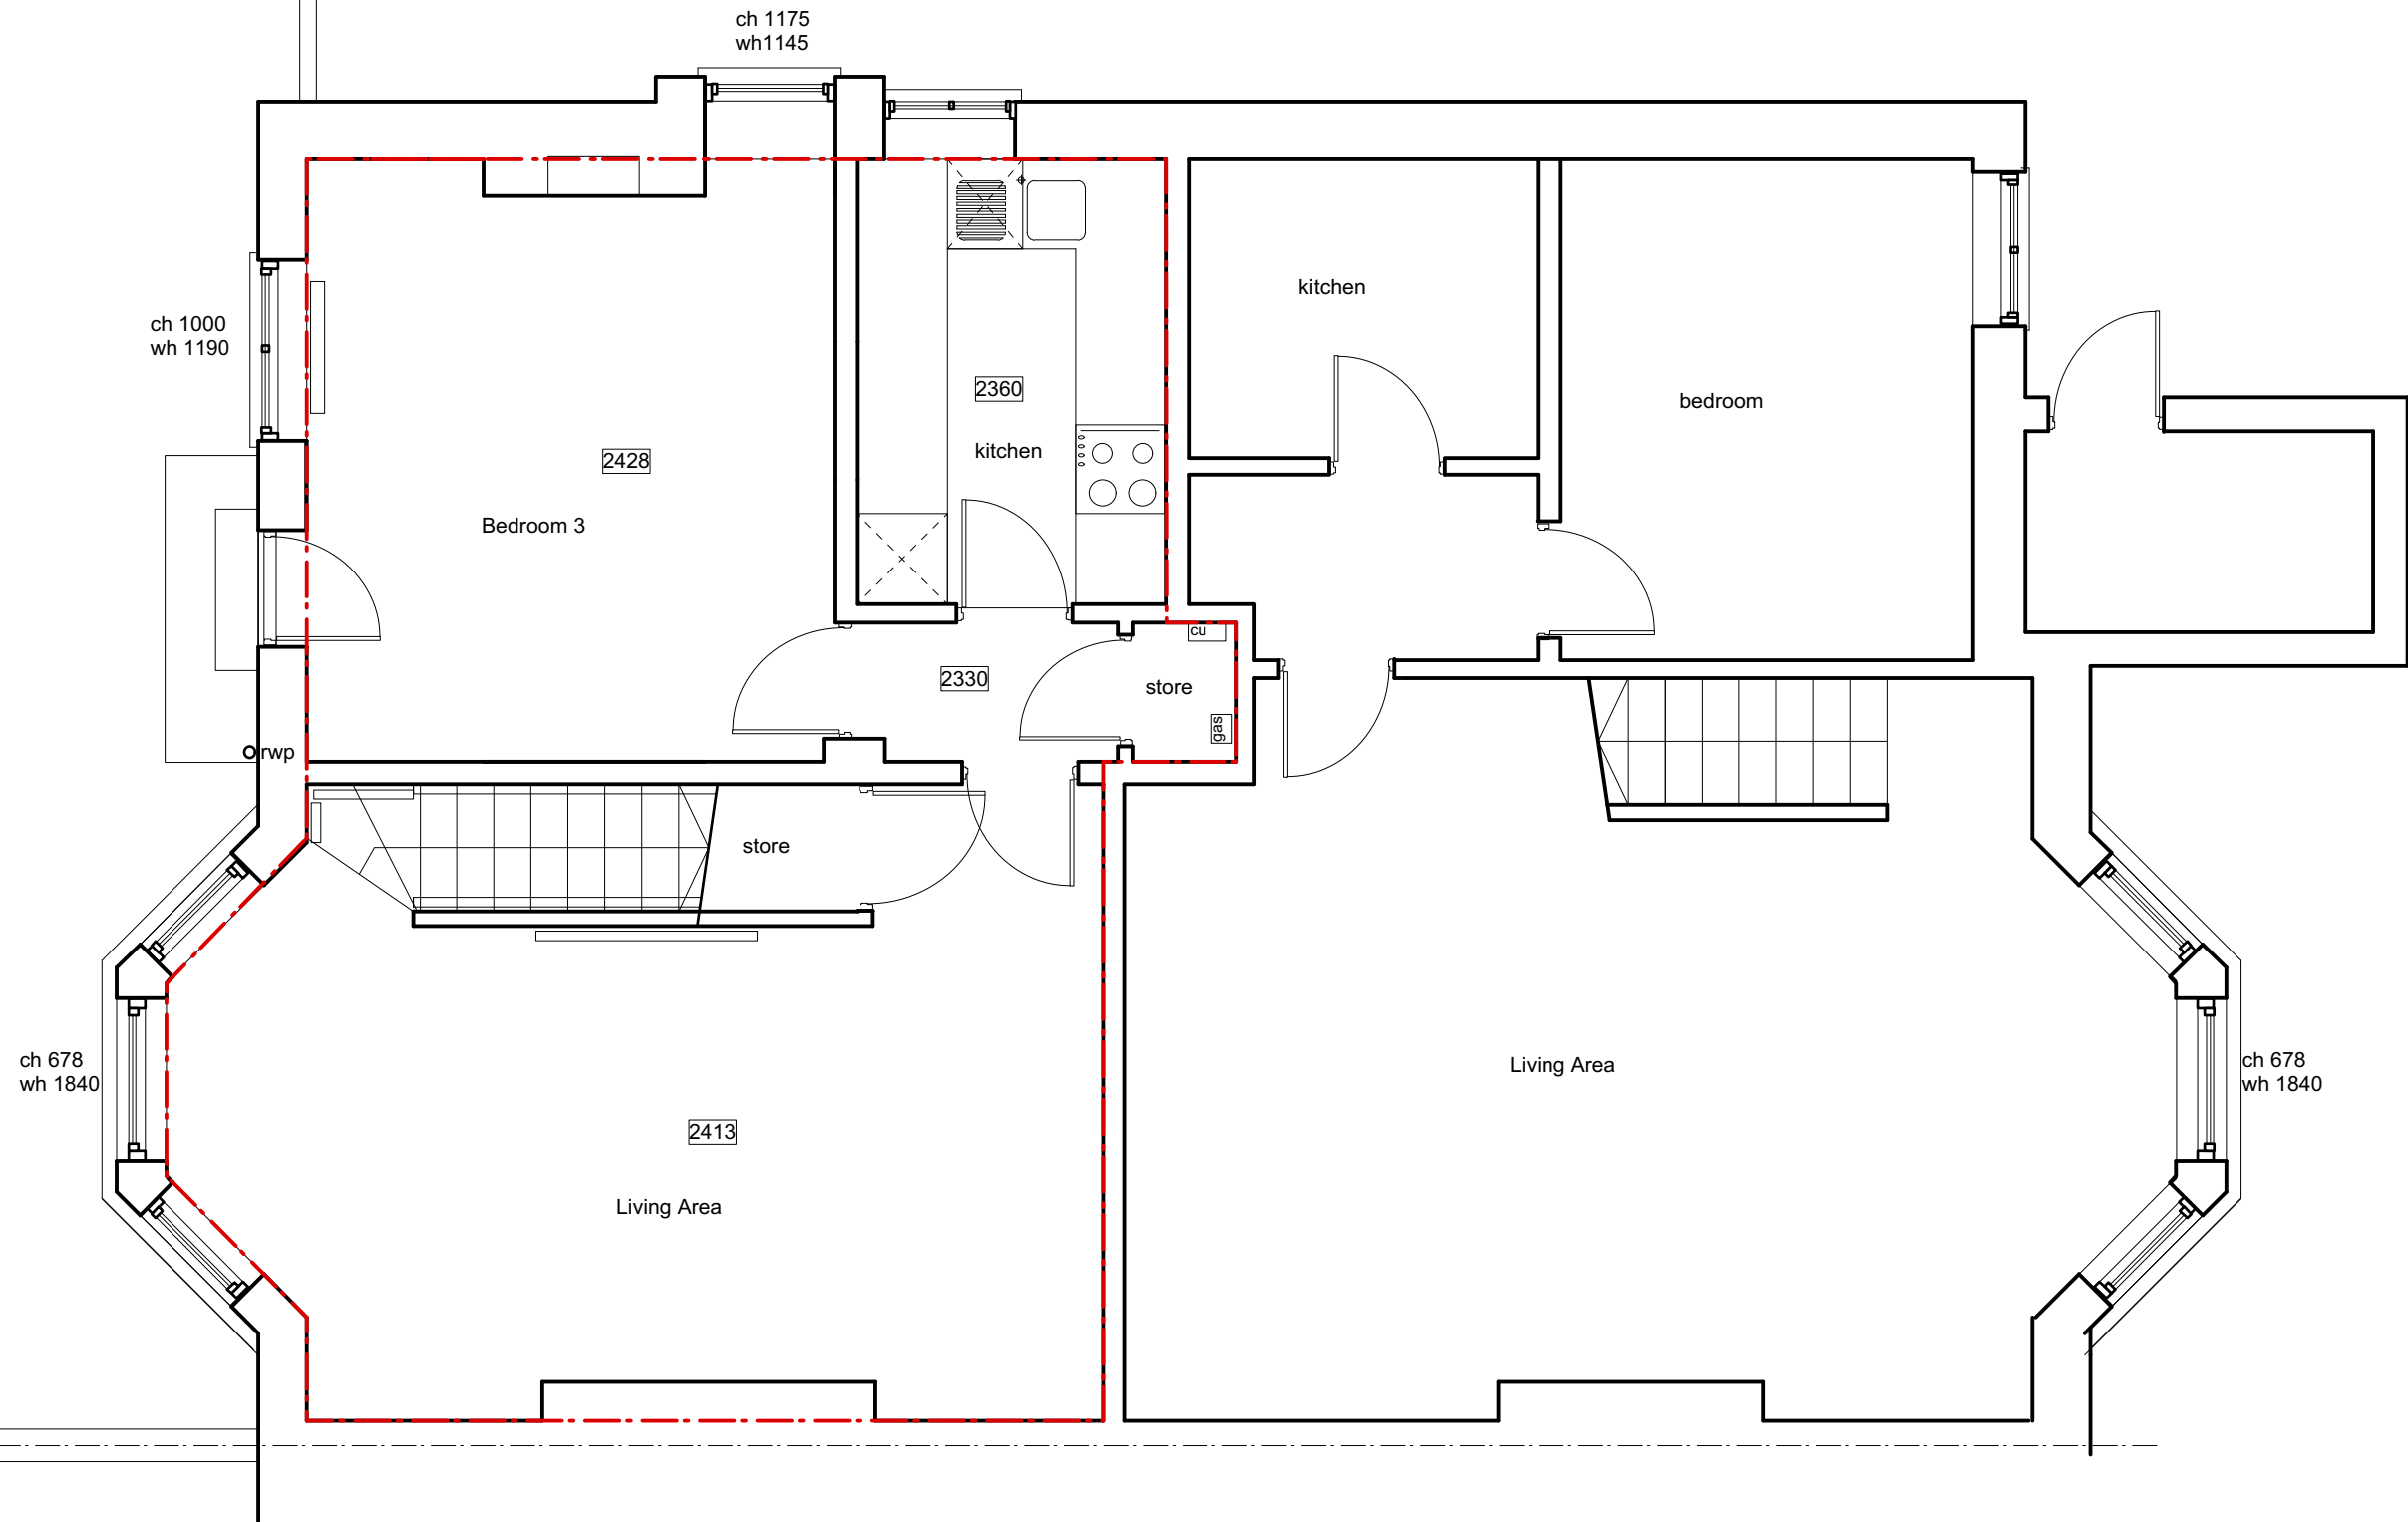 ch 1175
wh1145
kitchen
ch 1000
wh 1190
2360
bedroom
2428
kitchen
Bedroom 3
cu
2330
store
gas
rwp
store
ch 678
wh 1840
Living Area
ch 678
wh 1840
2413
Living Area